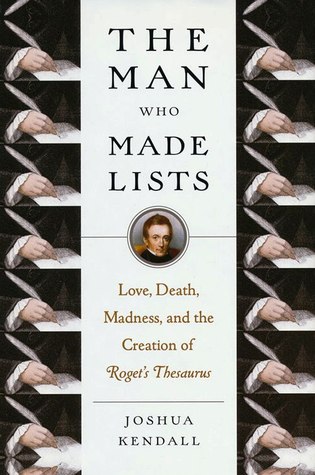 THE
MAN
WHO
MADE
LISTS
Love, Death,
Madness, and the
Creation of
Roget's Thesaurus
JOSHUA
KENDALL